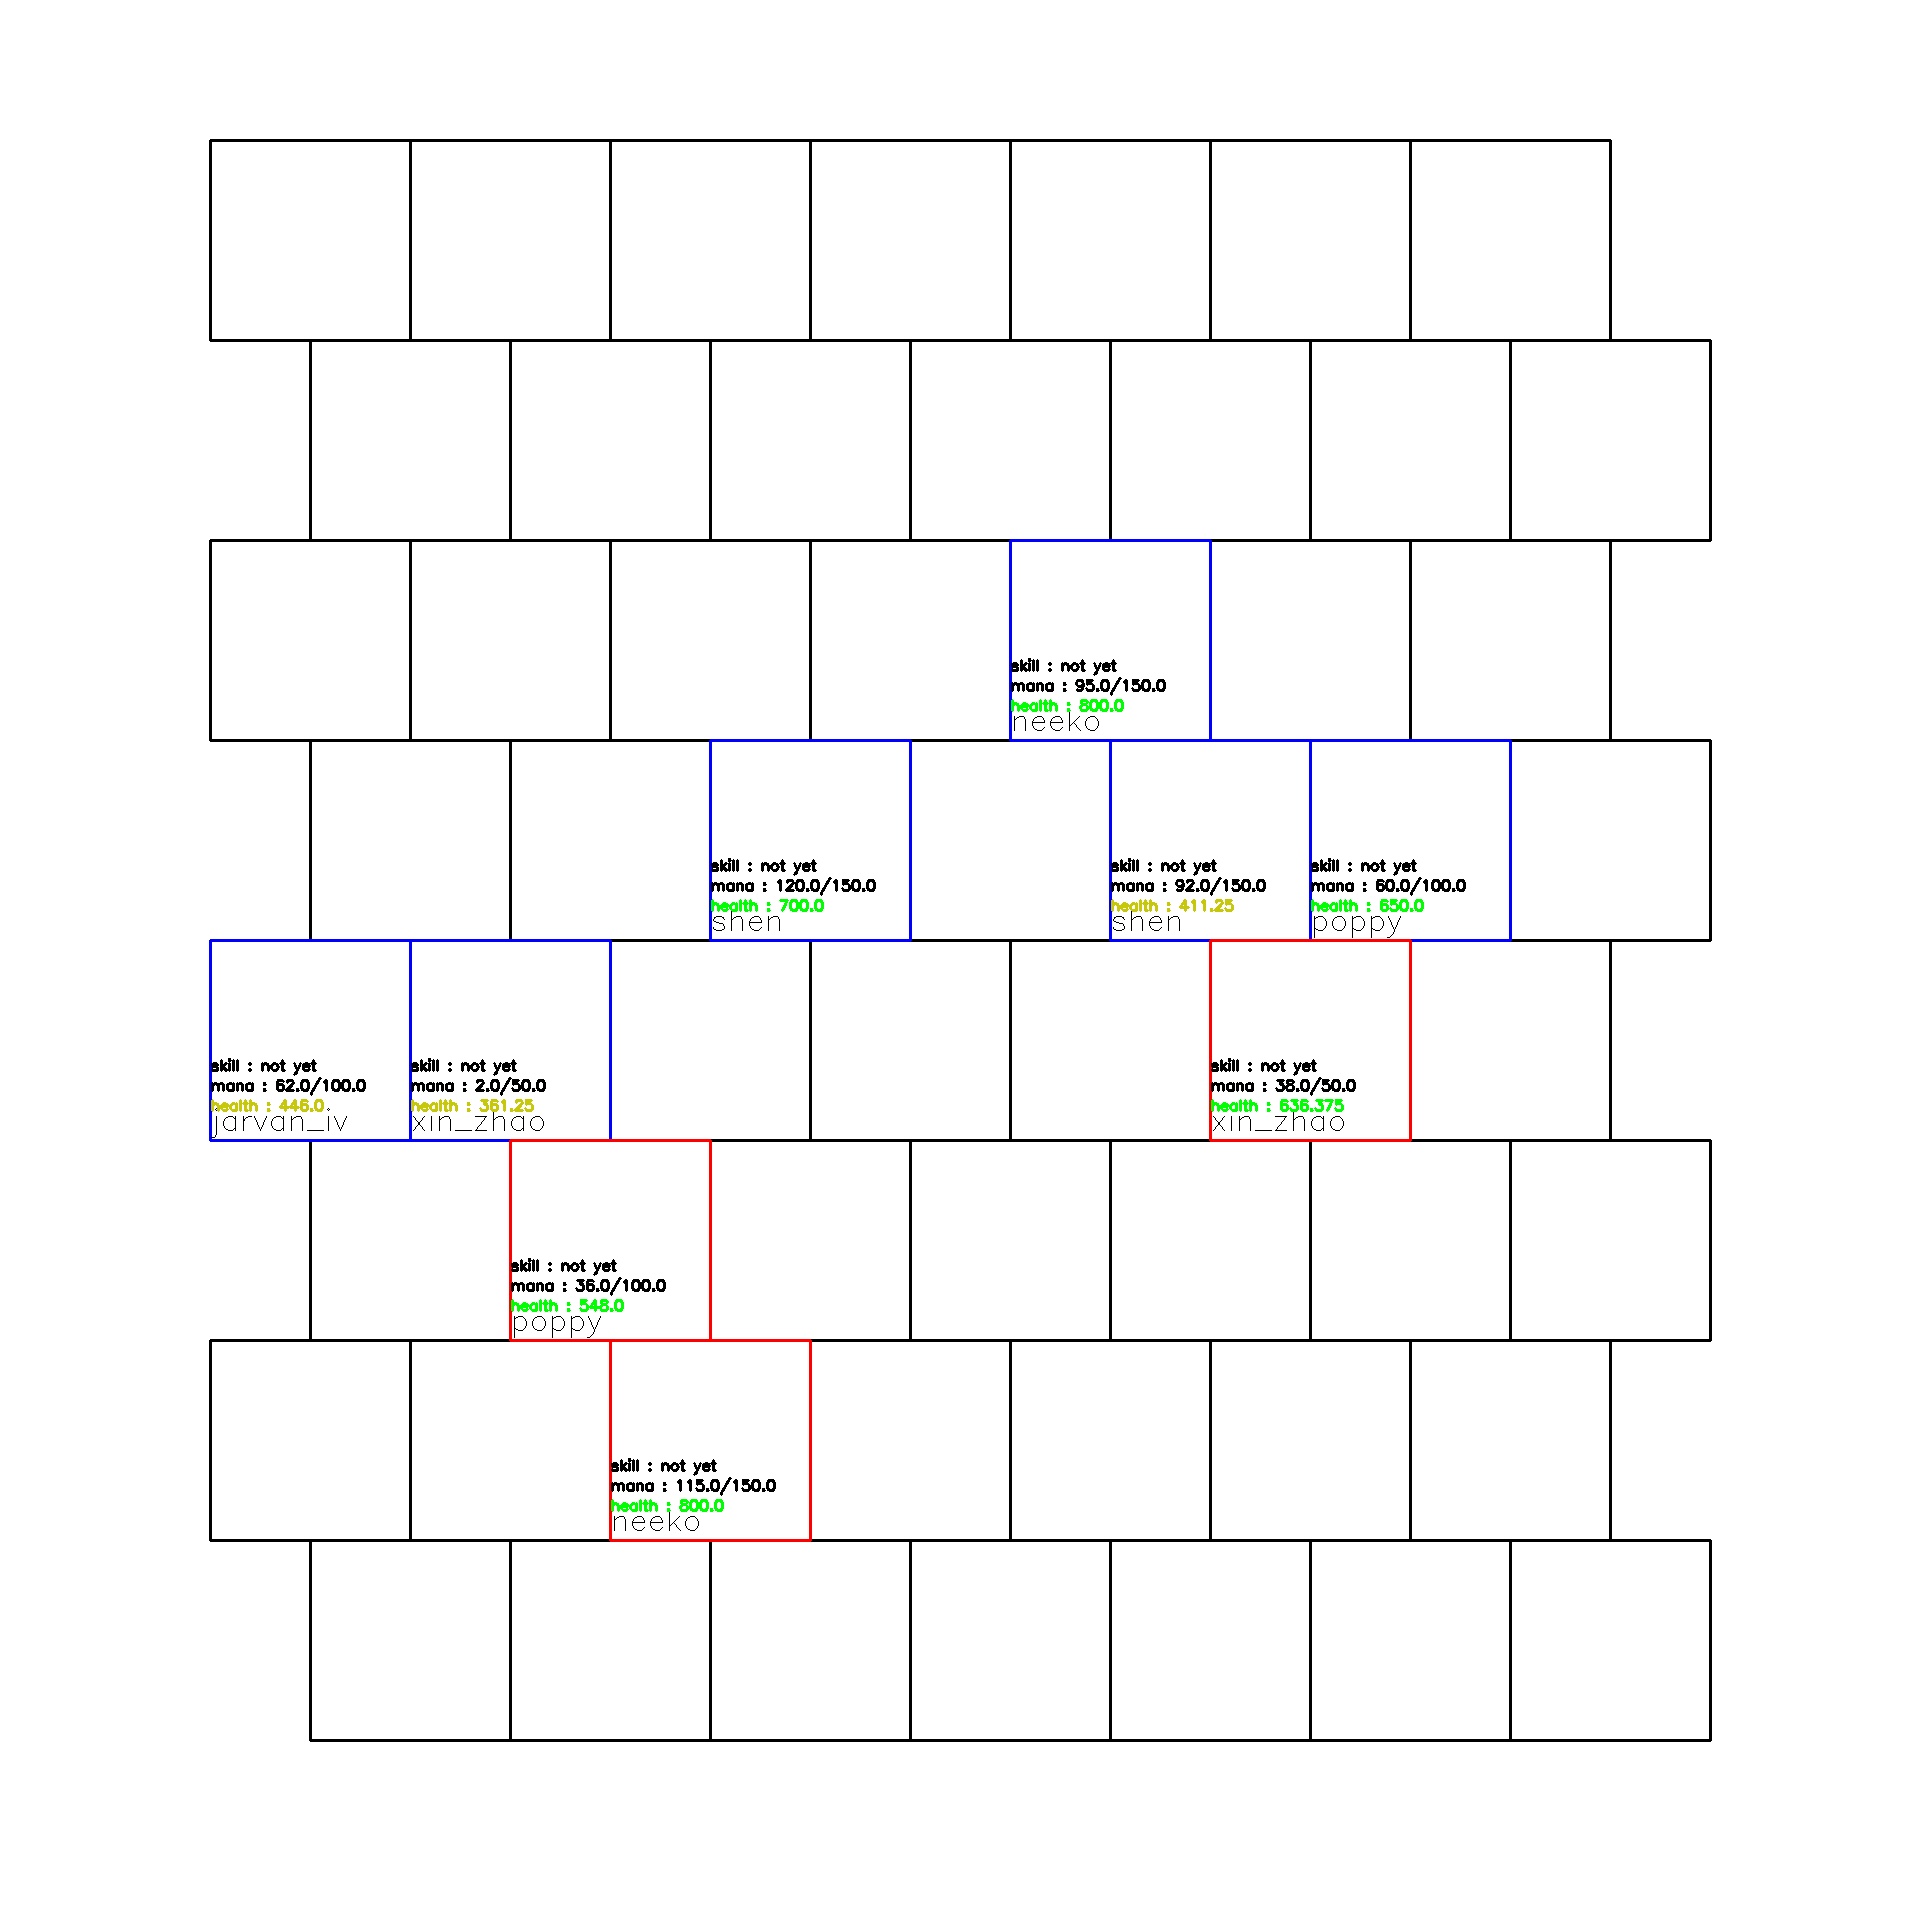 skill : not yet
mana : 95.0/150.0
health : 800.0
neeko
skill : not yet
mana : 120.0/150.0
health : 700.0
shen
skill : not yet
mana : 92.0/150.0
health : 411.25
shen
skill : not yet
mana : 60.0/100.0
health : 650.0
poppy
skill : not yet
mana : 62.0/100.0
health : 446.0
jarvan_iv
skill : not yet
mana : 2.0/50.0
health : 361.25
xin_zhao
skill : not yet
mana : 38.0/50.0
health : 636.375
xin_zhao
skill : not yet
mana : 36.0/100.0
health : 548.0
poppy
skill : not yet
mana : 115.0/150.0
health : 800.0
neeko